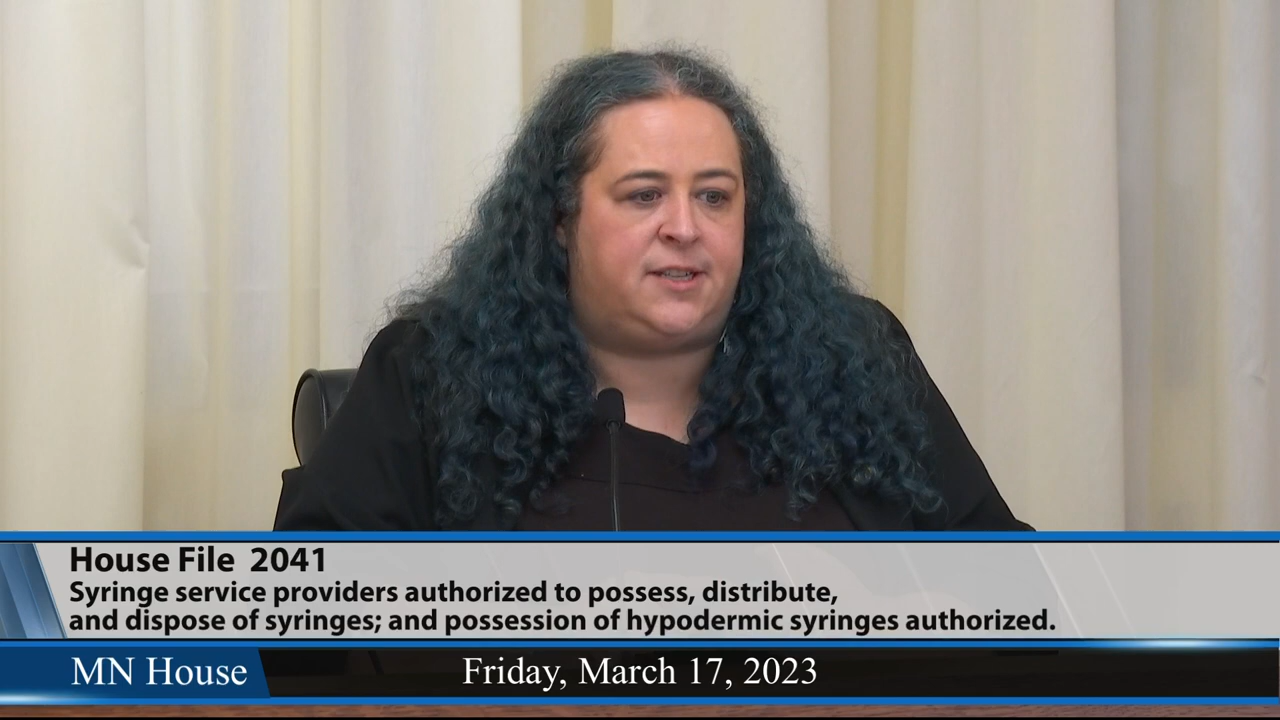 House File 2041
Syringe service providers authorized to possess, distribute,
and dispose of syringes; and possession of hypodermic syringes authorized.
MN House
Friday, March 17, 2023